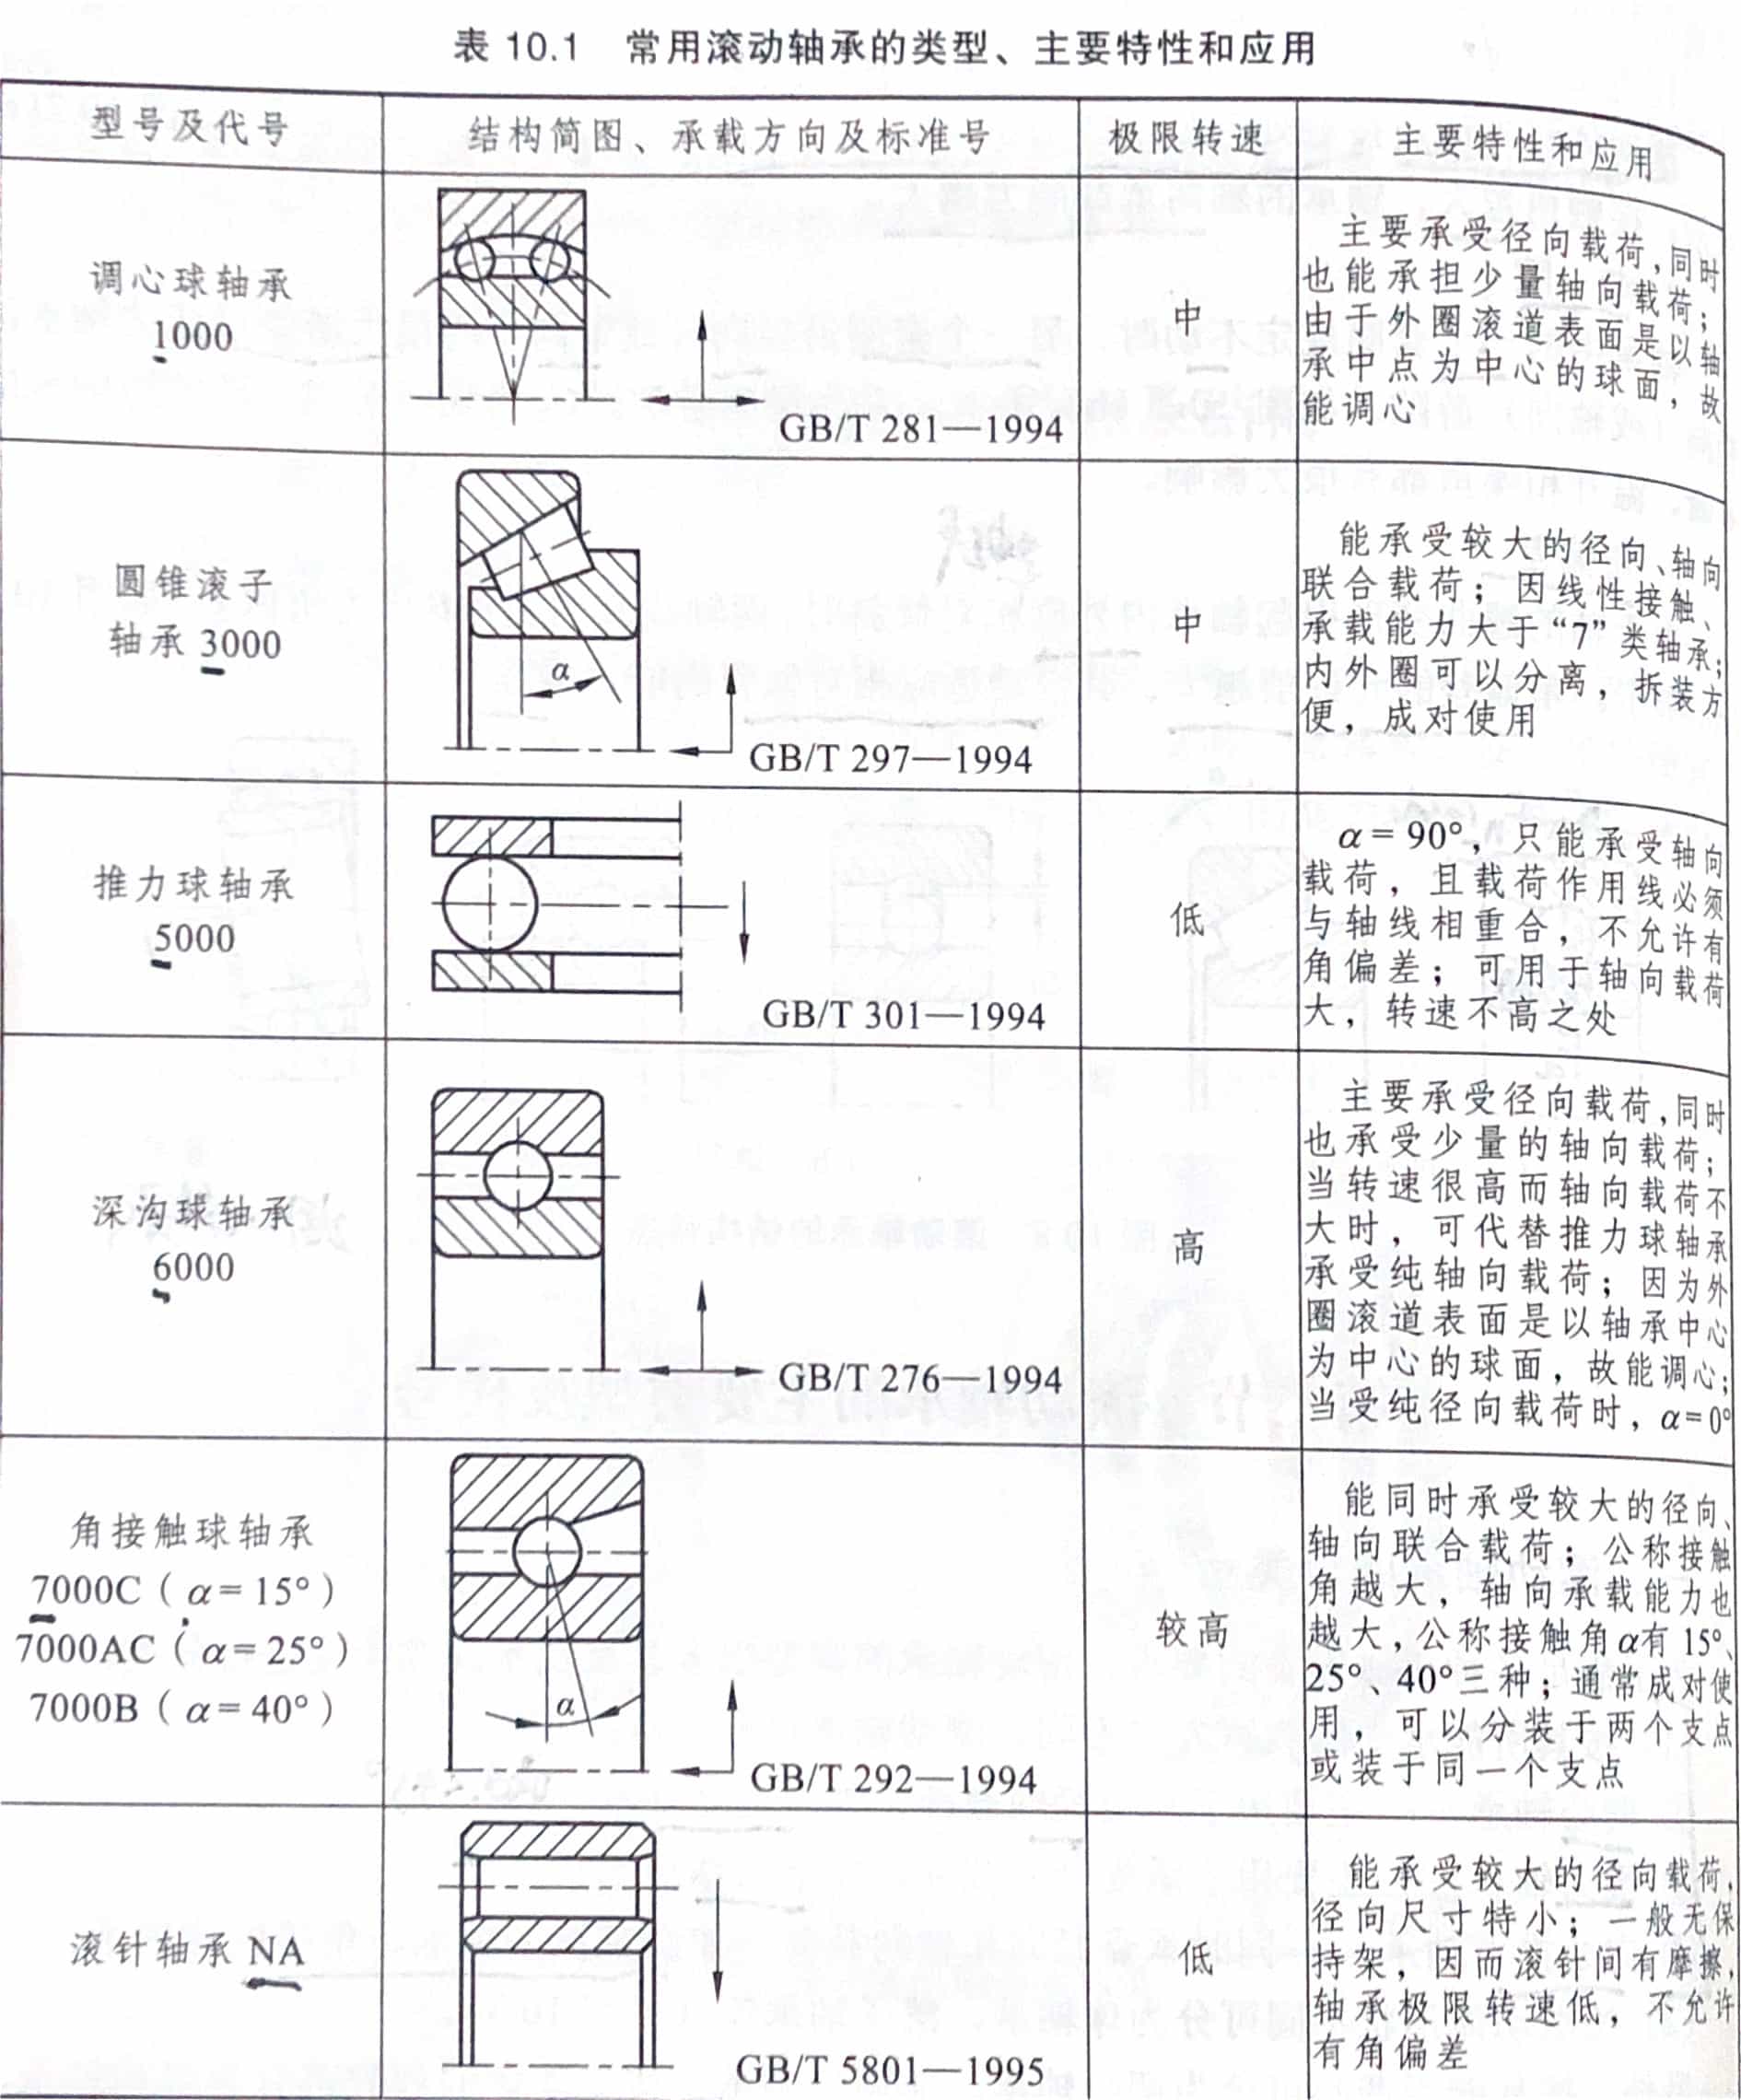 表 10.1 常用滚动轴承的类型、主要特性和应用
型号及代号
结构简图、承载方向及标准号
极限转速
主要特性和应用
调心球轴承
1000
GB/T 281—1994
中
主要承受径向载荷,同时
也能承担少量轴向载荷;
由于外圈滚道表面是以轴
承中点为中心的球面,故
能调心
圆锥滚子
轴承 3000
α
GB/T 297—1994
中
能承受较大的径向、轴向
联合载荷;因线性接触、
承载能力大于“7”类轴承;
内外圈可以分离,拆装方
便,成对使用
推力球轴承
5000
GB/T 301—1994
低
α = 90°,只能承受轴向
载荷,且载荷作用线必须
与轴线相重合,不允许有
角偏差;可用于轴向载荷
大,转速不高之处
深沟球轴承
6000
GB/T 276—1994
高
主要承受径向载荷,同时
也承受少量的轴向载荷;
当转速很高而轴向载荷不
大时,可代替推力球轴承
承受纯轴向载荷;因为外
圈滚道表面是以轴承中心
为中心的球面,故能调心;
当受纯径向载荷时,α=0°
角接触球轴承
7000C(α= 15°)
7000AC(α= 25°)
7000B(α= 40°)
α
GB/T 292—1994
较高
能同时承受较大的径向、
轴向联合载荷;公称接触
角越大,轴向承载能力也
越大,公称接触角α有 15°、
25°、40°三种;通常成对使
用,可以分装于两个支点
或装于同一个支点
滚针轴承 NA
GB/T 5801—1995
低
能承受较大的径向载荷,
径向尺寸特小;一般无保
持架,因而滚针间有摩擦,
轴承极限转速低,不允许
有角偏差